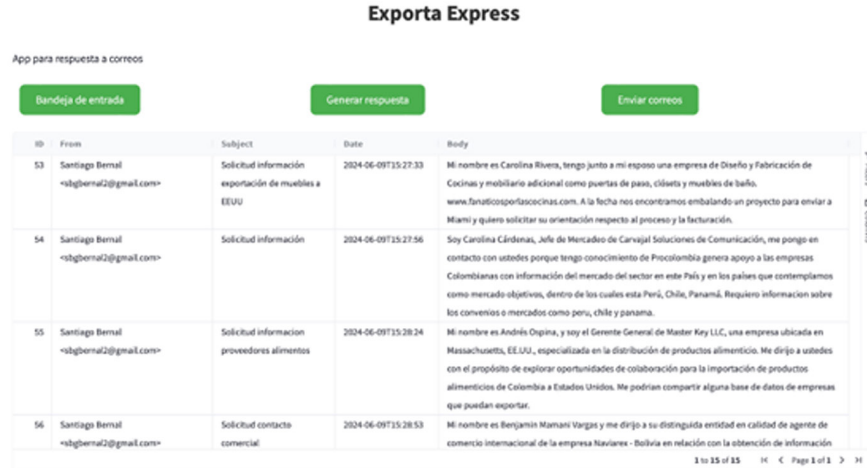 Exporta Express
App para respuesta a correos
Bandeja de entrada
Generar respuesta
Enviar correos
ID From Subject Date Body
53 Santiago Bernal Solicitud información 2024-06-09T15:27:33 Mi nombre es Carolina Rivera, tengo junto a mi esposo una empresa de Diseño y Fabricación de
<sbgbernal2@gmail.com> exportación de muebles a Cocinas y mobiliario adicional como puertas de paso, clósets y muebles de baño.
EEUU www.fanaticosporlascocinas.com. A la fecha nos encontramos embalando un proyecto para enviar a
Miami y quiero solicitar su orientación respecto al proceso y la facturación.
54 Santiago Bernal Solicitud información 2024-06-09T15:27:56 Soy Carolina Cárdenas, Jefe de Mercadeo de Carvajal Soluciones de Comunicación, me pongo en
<sbgbernal2@gmail.com> contacto con ustedes porque tengo conocimiento de Procolombia genera apoyo a las empresas
Colombianas con información del mercado del sector en este País y en los países que contemplamos
como mercado objetivos, dentro de los cuales esta Perú, Chile, Panamá. Requiero informacion sobre
los convenios o mercados como peru, chile y panama.
55 Santiago Bernal Solicitud informacion 2024-06-09T15:28:24 Mi nombre es Andrés Ospina, y soy el Gerente General de Master Key LLC, una empresa ubicada en
<sbgbernal2@gmail.com> proveedores alimentos Massachusetts, EE.UU., especializada en la distribución de productos alimenticio. Me dirijo a ustedes
con el propósito de explorar oportunidades de colaboración para la importación de productos
alimenticios de Colombia a Estados Unidos. Me podrian compartir alguna base de datos de empresas
que puedan exportar.
56 Santiago Bernal Solicitud contacto 2024-06-09T15:28:53 Mi nombre es Benjamin Mamani Vargas y me dirijo a su distinguida entidad en calidad de agente de
<sbgbernal2@gmail.com> comercial comercio internacional de la empresa Naviarex - Bolivia en relación con la obtención de información
1 to 15 of 15 Page 1 of 1